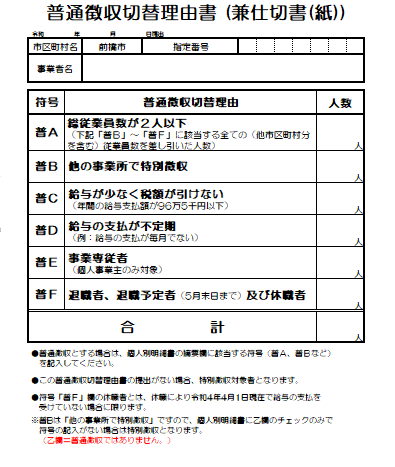 普通徴収切替理由書 (兼仕切書(紙))
令和 年 月 日提出
市区町村名 前橋市 指定番号
事業者名
符号 普通徴収切替理由 人数
普A 総従業員数が2人以下
（下記「普B」～「普F」に該当する全ての（他市区町村分
を含む）従業員数を差し引いた人数） 人
普B 他の事業所で特別徴収 人
普C 給与が少なく税額が引けない
（年間の給与支払額が96万5千円以下） 人
普D 給与の支払が不定期
（例：給与の支払が毎月でない） 人
普E 事業専従者
（個人事業主のみ対象） 人
普F 退職者、退職予定者（5月末日まで）及び休職者 人
合 計 人
●普通徴収とする場合は、個人別明細書の摘要欄に該当する符号（普A、普Bなど）
を記入してください。
●この普通徴収切替理由書の提出がない場合、特別徴収対象者となります。
●符号「普F」欄の休職者とは、休職により令和4年4月1日現在で給与の支払を
受けていない場合に限ります。
※普Bは「他の事業所で特別徴収」ですので、個人別明細書に乙欄のチェックのみで
符号の記入がない場合は特別徴収となります。
（乙欄＝普通徴収ではありません。）